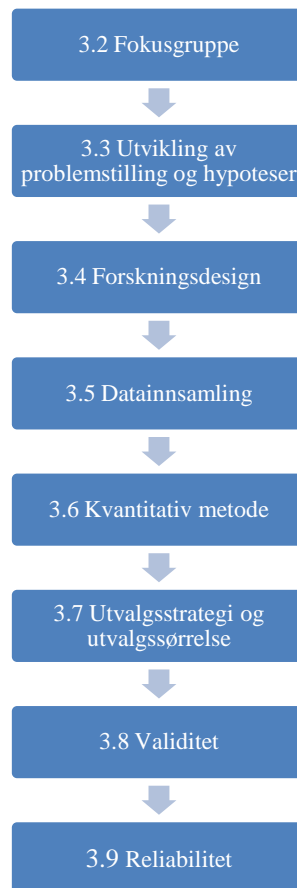 3.2 Fokusgruppe
3.3 Utvikling av
problemstilling og hypoteser
3.4 Forskningsdesign
3.5 Datainnsamling
3.6 Kvantitativ metode
3.7 Utvalgsstrategi og
utvalgssørrelse
3.8 Validitet
3.9 Reliabilitet